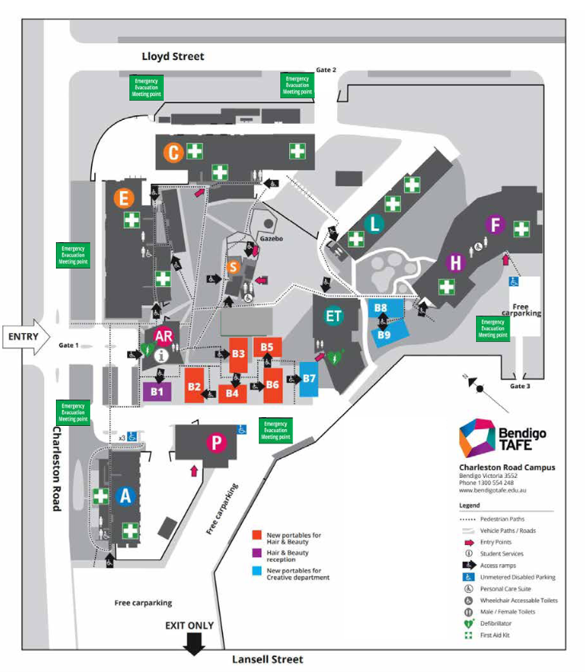 Lloyd Street
Gate 2
Emergency
Evacuation
Meeting point
Emergency
Evacuation
Meeting point
C
E
L
F
Gazebo
S
H
Emergency
Evacuation
Meeting point
Free
carparking
ENTRY
Gate 1
AR
i
ET
B8
B9
Emergency
Evacuation
Meeting point
B3
B5
B1
B2
B4
B6
B7
Gate 3
Emergency
Evacuation
Meeting point
Emergency
Evacuation
Meeting point
x3
P
A
Charleston Road
Free carparking
Bendigo
TAFE
Charleston Road Campus
Bendigo Victoria 3552
Phone 1300 554 248
www.bendigotafe.edu.au
Legend
Pedestrian Paths
Vehicle Paths / Roads
Entry Points
Student Services
Access ramps
Unmetered Disabled Parking
Personal Care Suite
Wheelchair Accessable Toilets
Male / Female Toilets
Defibrillator
First Aid Kit
New portables for
Hair & Beauty
Hair & Beauty
reception
New portables for
Creative department
Free carparking
EXIT ONLY
Lansell Street